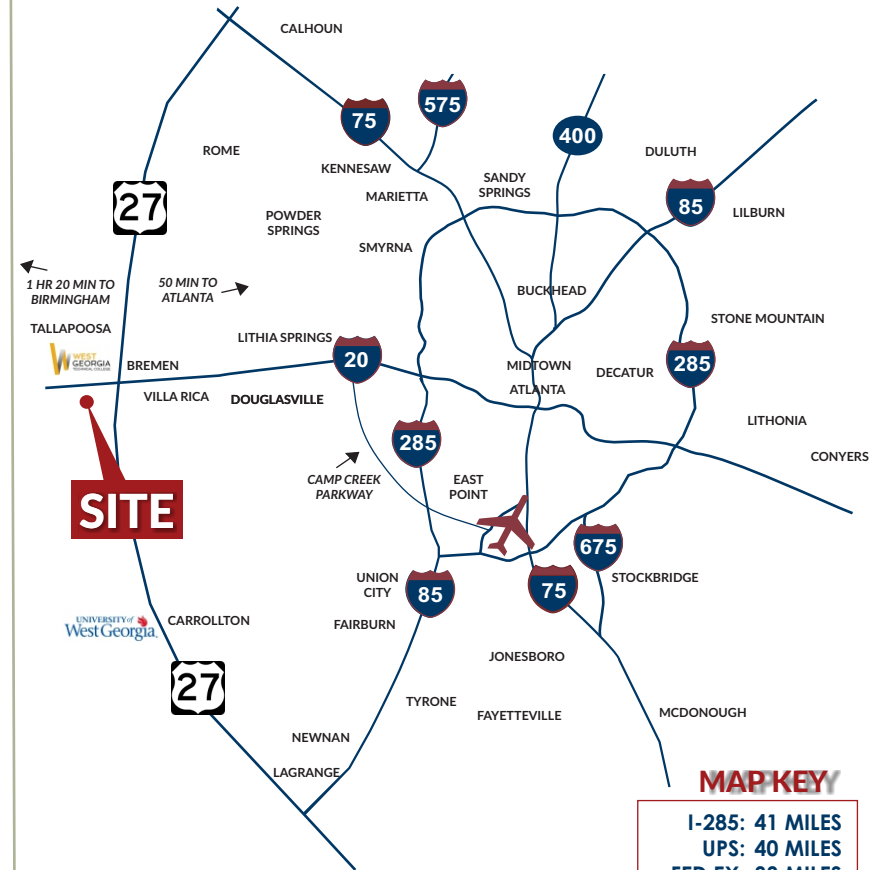 CALHOUN
575
75
400
ROME
DULUTH
KENNESAW
SANDY
SPRINGS
MARIETTA
27
85
LILBURN
POWDER
SPRINGS
SMYRNA
1 HR 20 MIN TO
BIRMINGHAM
50 MIN TO
ATLANTA
BUCKHEAD
TALLAPOOSA
STONE MOUNTAIN
LITHIA SPRINGS
20
WEST
GEORGIA
TECHNICAL COLLEGE
BREMEN
MIDTOWN
DECATUR
285
VILLA RICA
DOUGLASVILLE
ATLANTA
LITHONIA
285
CONYERS
CAMP CREEK
PARKWAY
EAST
POINT
SITE
675
UNION
CITY
85
75
STOCKBRIDGE
UNIVERSITY of
West Georgia
CARROLLTON
FAIRBURN
JONESBORO
27
TYRONE
FAYETTEVILLE
MCDONOUGH
NEWNAN
LAGRANGE
MAP KEY
I-285: 41 MILES
UPS: 40 MILES